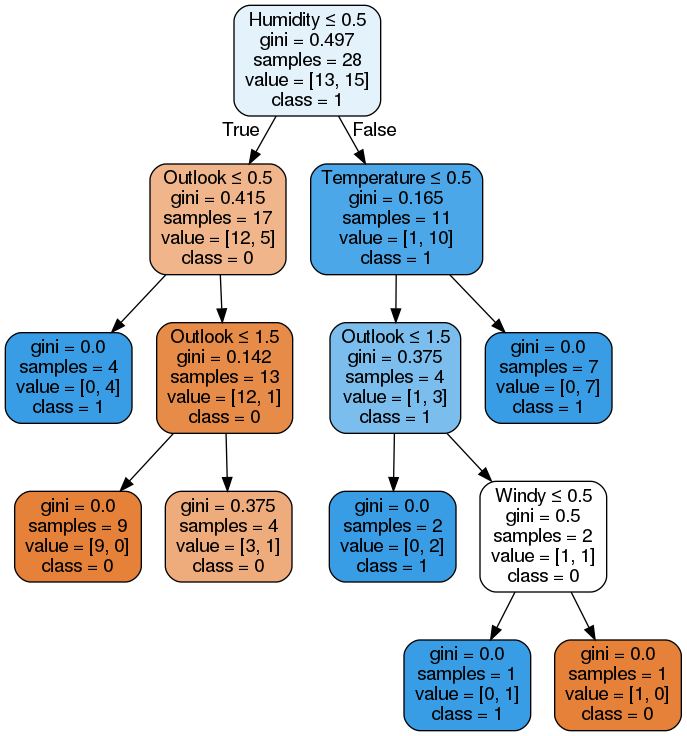 Humidity ≤ 0.5
gini = 0.497
samples = 28
value = [13, 15]
class = 1
True
False
Outlook ≤ 0.5
gini = 0.415
samples = 17
value = [12, 5]
class = 0
Temperature ≤ 0.5
gini = 0.165
samples = 11
value = [1, 10]
class = 1
gini = 0.0
samples = 4
value = [0, 4]
class = 1
Outlook ≤ 1.5
gini = 0.142
samples = 13
value = [12, 1]
class = 0
Outlook ≤ 1.5
gini = 0.375
samples = 4
value = [1, 3]
class = 1
gini = 0.0
samples = 7
value = [0, 7]
class = 1
gini = 0.0
samples = 9
value = [9, 0]
class = 0
gini = 0.375
samples = 4
value = [3, 1]
class = 0
gini = 0.0
samples = 2
value = [0, 2]
class = 1
Windy ≤ 0.5
gini = 0.5
samples = 2
value = [1, 1]
class = 0
gini = 0.0
samples = 1
value = [0, 1]
class = 1
gini = 0.0
samples = 1
value = [1, 0]
class = 0